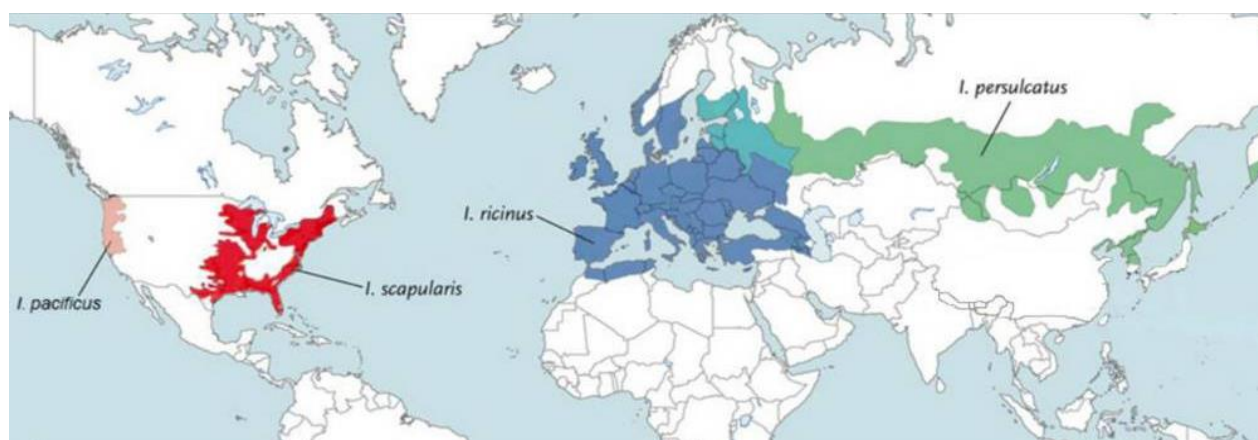 I. persulcatus
I. ricinus
I. scapularis
I. pacificus